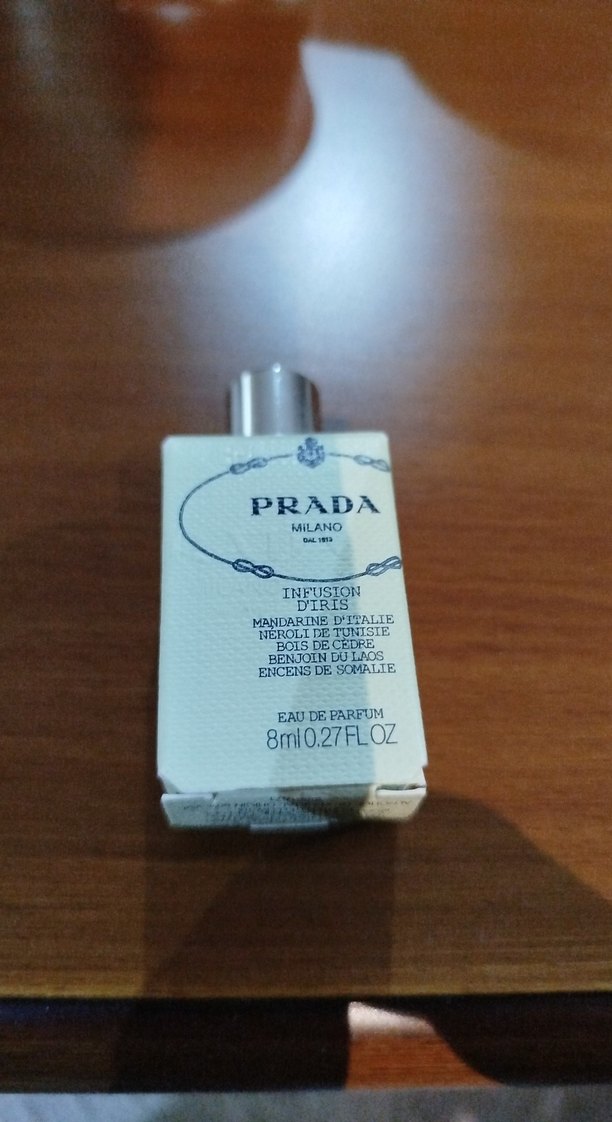 PRADA
MILANO
DAL 1913
INFUSION
D'IRIS
MANDARINE D'ITALIE
NEROLI DE TUNISIE
BOIS DE CÈDRE
BENJOIN DU LAOS
ENCENS DE SOMALIE
EAU DE PARFUM
8ml 0.27 FL OZ